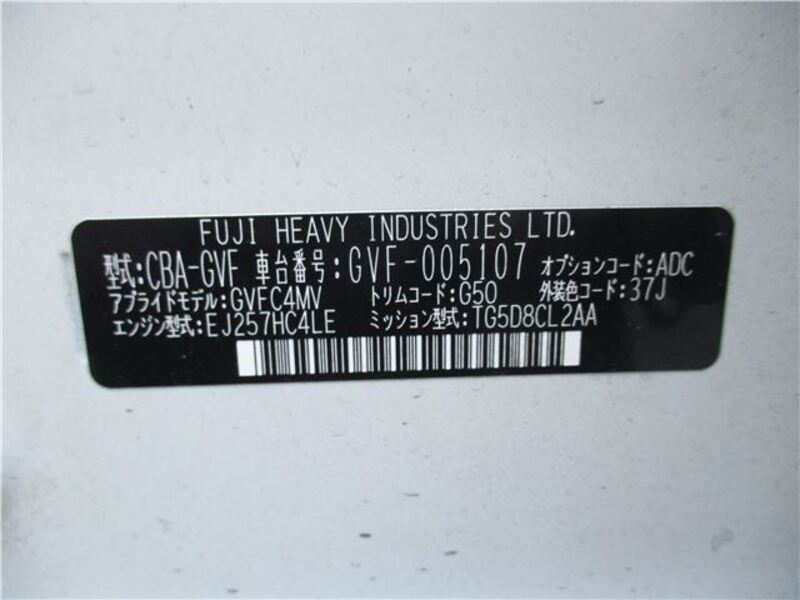 FUJI HEAVY INDUSTRIES LTD.
型式:CBA-GVF 車台番号:GVF-005107 オプションコード:ADC
アプライドモデル:GVFC4MV トリムコード:G50 外装色コード:37J
エンジン型式:EJ257HC4LE ミッション型式:TG5D8CL2AA